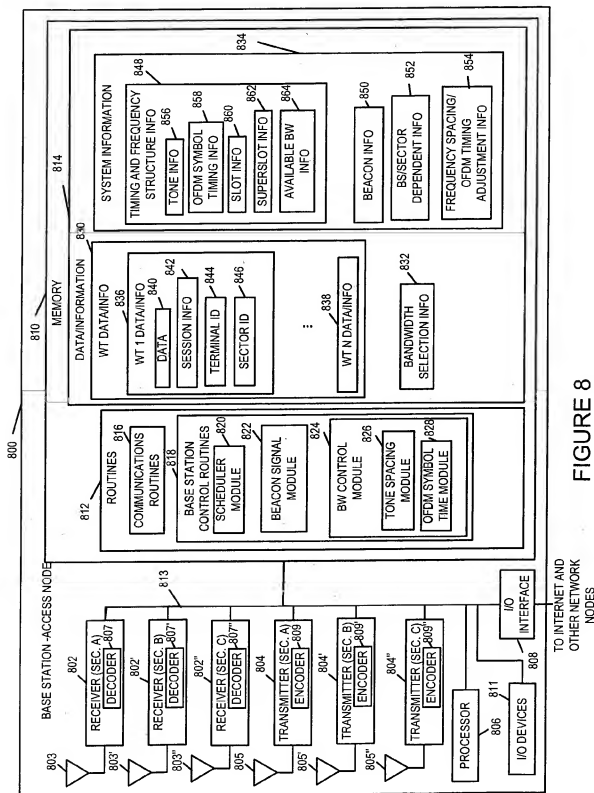 800
810
814
BASE STATION -ACCESS NODE
802
RECEIVER (SEC. A)
DECODER 807
803
802'
RECEIVER (SEC. B)
DECODER 807'
803'
802''
RECEIVER (SEC. C)
DECODER 807''
803''
804
TRANSMITTER (SEC. A)
ENCODER 809
805
804'
TRANSMITTER (SEC. B)
ENCODER 809'
805'
804''
TRANSMITTER (SEC. C)
ENCODER 809''
805''
813
PROCESSOR
806
I/O DEVICES
811
I/O
INTERFACE
808
TO INTERNET AND
OTHER NETWORK
NODES
MEMORY
812
ROUTINES
816
COMMUNICATIONS
ROUTINES
818
BASE STATION
CONTROL ROUTINES
820
SCHEDULER
MODULE
822
BEACON SIGNAL
MODULE
824
BW CONTROL
MODULE
826
TONE SPACING
MODULE
828
OFDM SYMBOL
TIME MODULE
DATA/INFORMATION
830
WT DATA/INFO
836
WT 1 DATA/INFO
840
DATA
842
SESSION INFO
844
TERMINAL ID
846
SECTOR ID
...
838
WT N DATA/INFO
832
BANDWIDTH
SELECTION INFO
834
SYSTEM INFORMATION
848
TIMING AND FREQUENCY
STRUCTURE INFO
856
TONE INFO
858
OFDM SYMBOL
TIMING INFO
860
SLOT INFO
862
SUPERSLOT INFO
864
AVAILABLE BW
INFO
850
BEACON INFO
852
BS/SECTOR
DEPENDENT INFO
854
FREQUENCY SPACING/
OFDM TIMING
ADJUSTMENT INFO
FIGURE 8